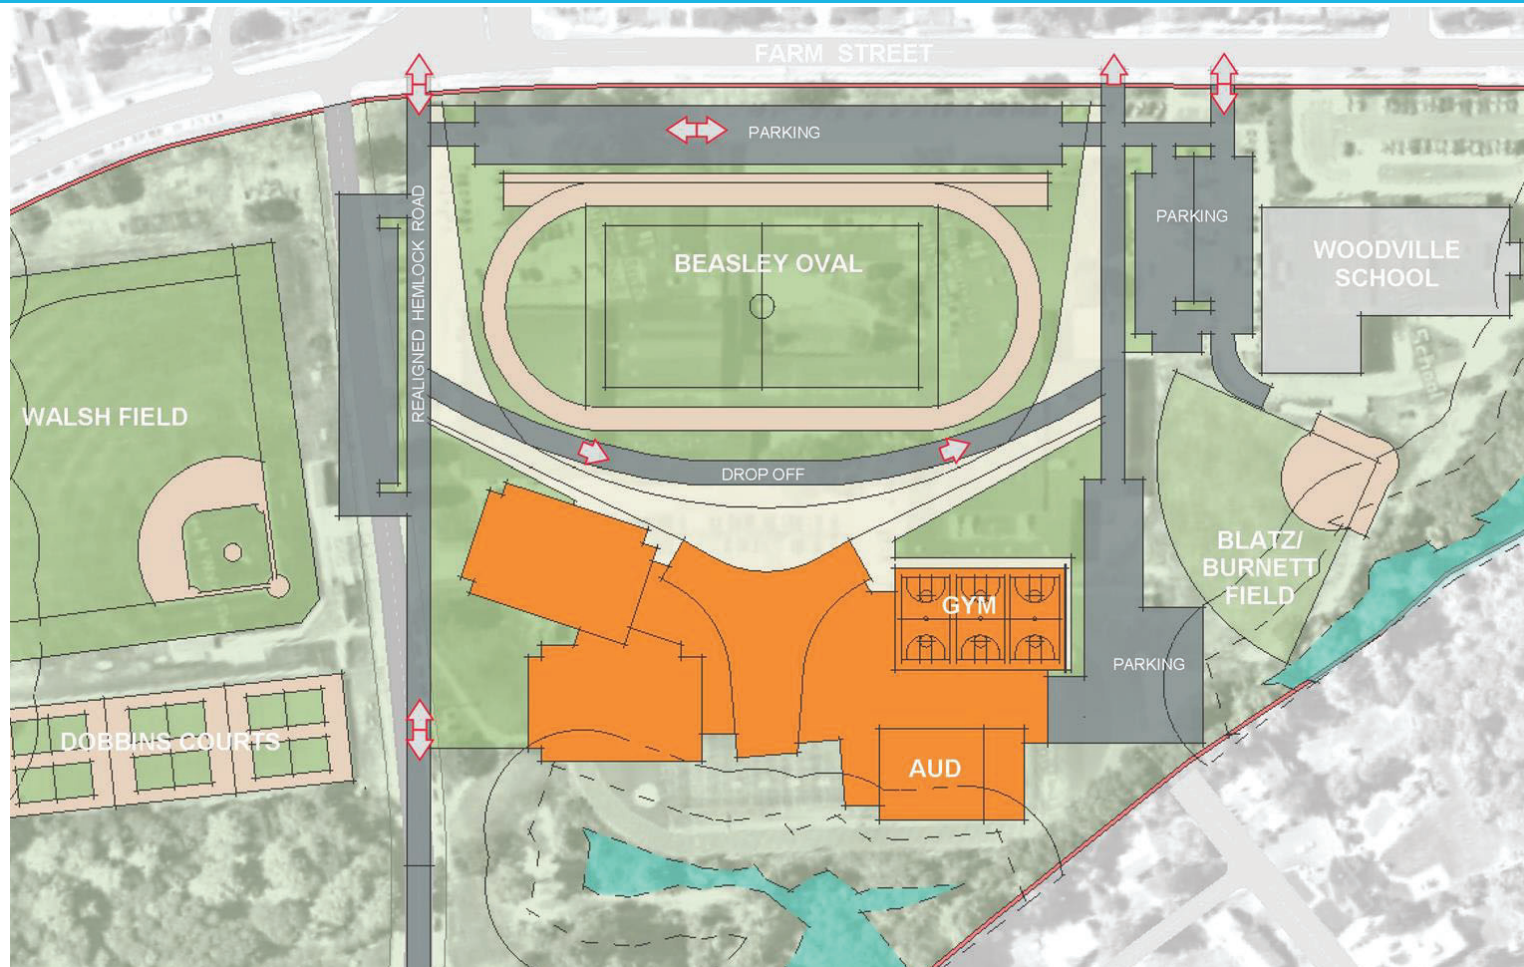 FARM STREET
PARKING
REALIGNED HEMLOCK ROAD
PARKING
BEASLEY OVAL
WOODVILLE
SCHOOL
School
WALSH FIELD
DROP OFF
BLATZ/
BURNETT
FIELD
GYM
PARKING
DOBBINS COURTS
AUD